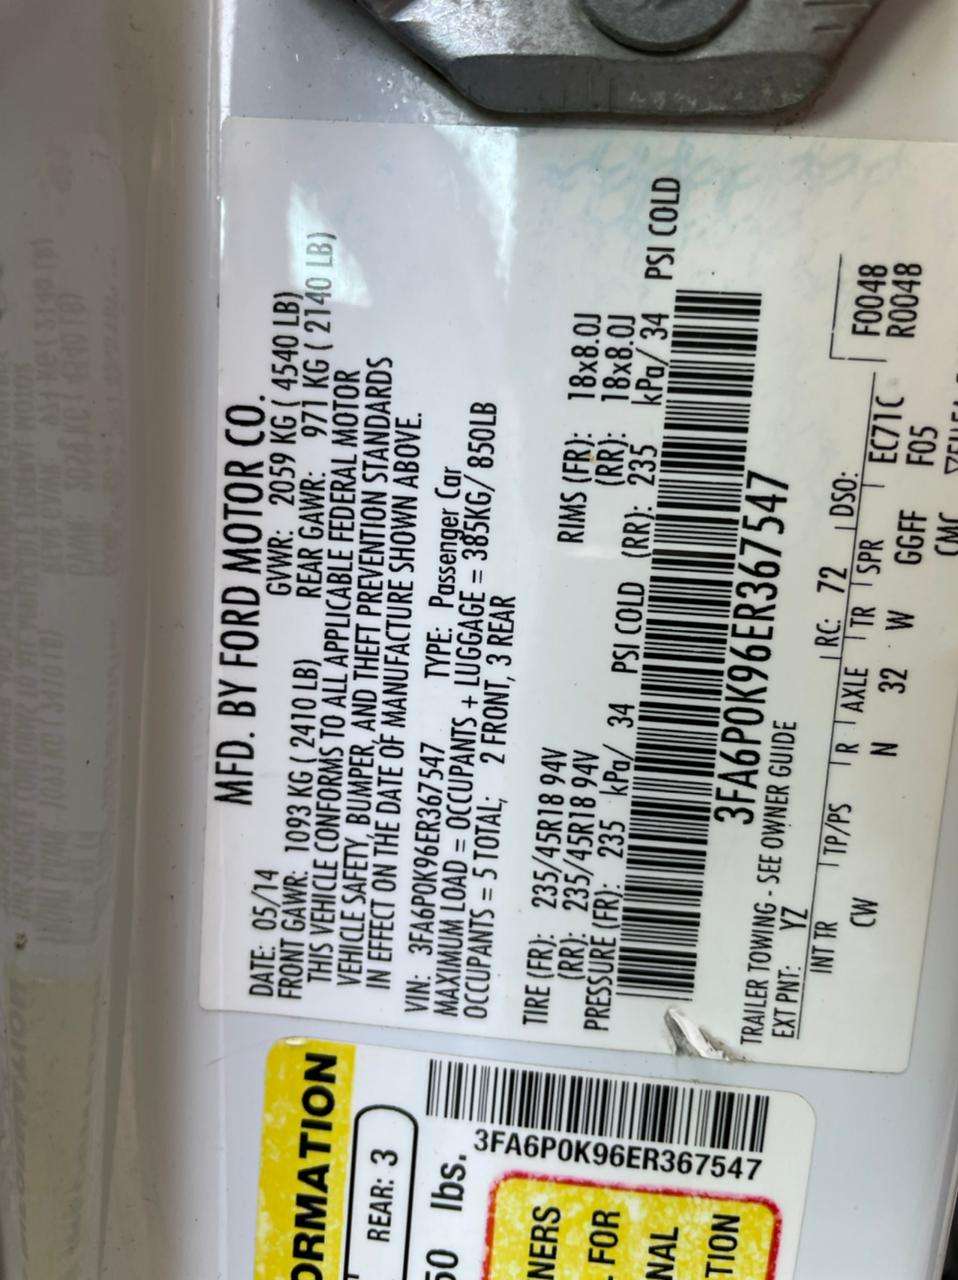 MFD. BY FORD MOTOR CO.
DATE: 05/14 GVWR: 2059 KG ( 4540 LB)
FRONT GAWR: 1093 KG ( 2410 LB) REAR GAWR: 971 KG ( 2140 LB)
THIS VEHICLE CONFORMS TO ALL APPLICABLE FEDERAL MOTOR
VEHICLE SAFETY, BUMPER, AND THEFT PREVENTION STANDARDS
IN EFFECT ON THE DATE OF MANUFACTURE SHOWN ABOVE.
VIN: 3FA6P0K96ER367547 TYPE: Passenger Car
MAXIMUM LOAD = OCCUPANTS + LUGGAGE = 385KG/ 850LB
OCCUPANTS = 5 TOTAL; 2 FRONT, 3 REAR
TIRE (FR): 235/45R18 94V RIMS (FR): 18x8.0J
(RR): 235/45R18 94V (RR): 18x8.0J
PRESSURE (FR): 235 kPa/ 34 PSI COLD (RR): 235 kPa/ 34 PSI COLD
3FA6P0K96ER367547
TRAILER TOWING - SEE OWNER GUIDE
EXT PNT: YZ RC: 72 DSO: F0048
R0048
INT TR TP/PS R AXLE TR SPR EC71C
CW N 32 W GGFF F05
ORMATION
REAR: 3
50 lbs.
3FA6P0K96ER367547
NERS
FOR
NAL
TION